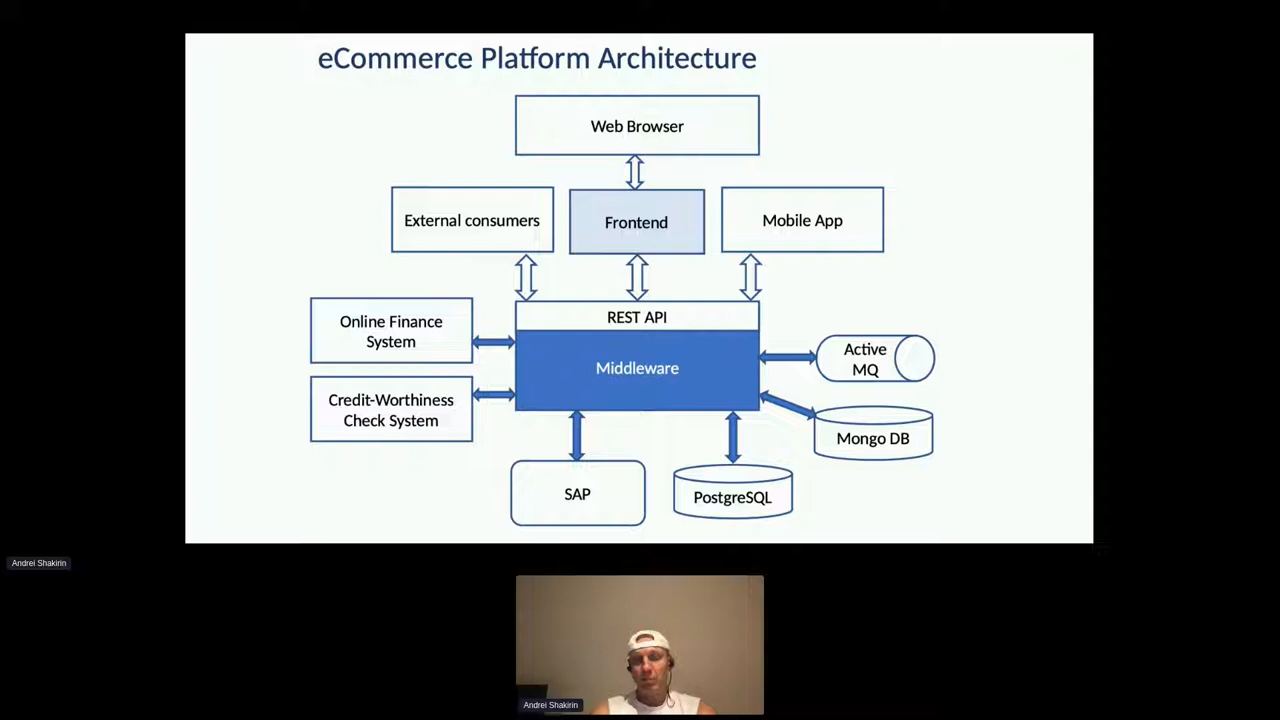 eCommerce Platform Architecture
Web Browser
External consumers
Frontend
Mobile App
REST API
Middleware
Online Finance
System
Credit-Worthiness
Check System
Active
MQ
Mongo DB
SAP
PostgreSQL
Andrei Shakirin
Andrei Shakirin